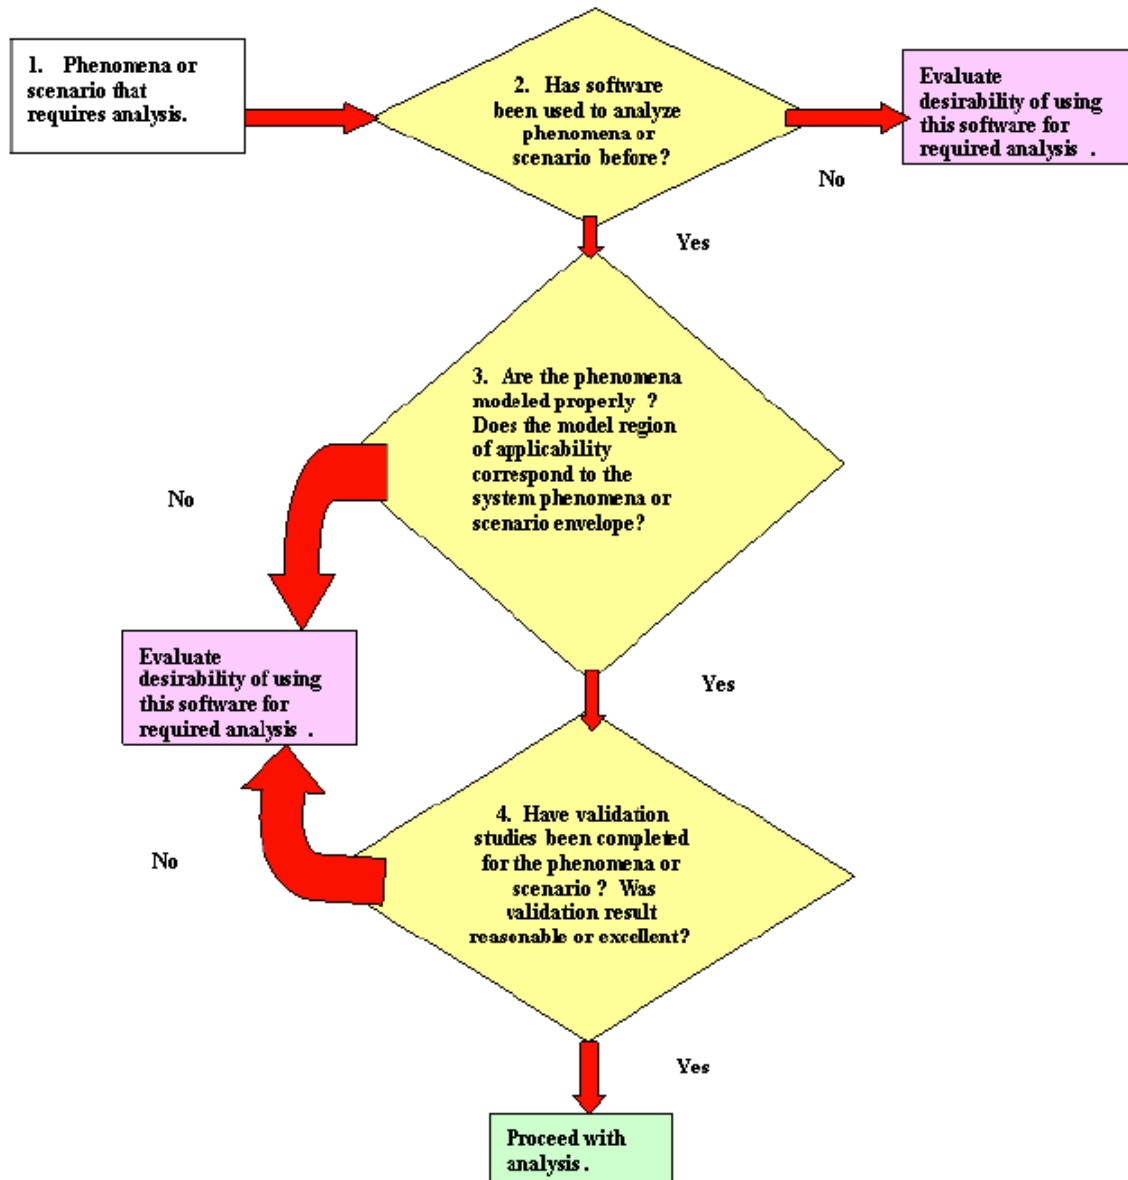 1. Phenomena or
scenario that
requires analysis.
2. Has software
been used to analyze
phenomena or
scenario before?
Evaluate
desirability of using
this software for
required analysis .
No
Yes
3. Are the phenomena
modeled properly ?
Does the model region
of applicability
correspond to the
system phenomena or
scenario envelope?
No
Evaluate
desirability of using
this software for
required analysis .
Yes
4. Have validation
studies been completed
for the phenomena or
scenario ? Was
validation result
reasonable or excellent?
No
Yes
Proceed with
analysis .